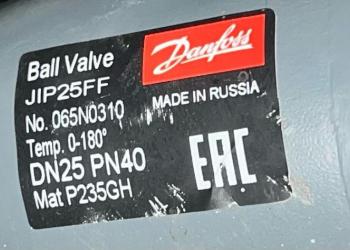 Ball Valve
JIP25FF
No. 065N0310
Temp. 0-180°
DN25 PN40
Mat P235GH
Danfoss
MADE IN RUSSIA
EAC